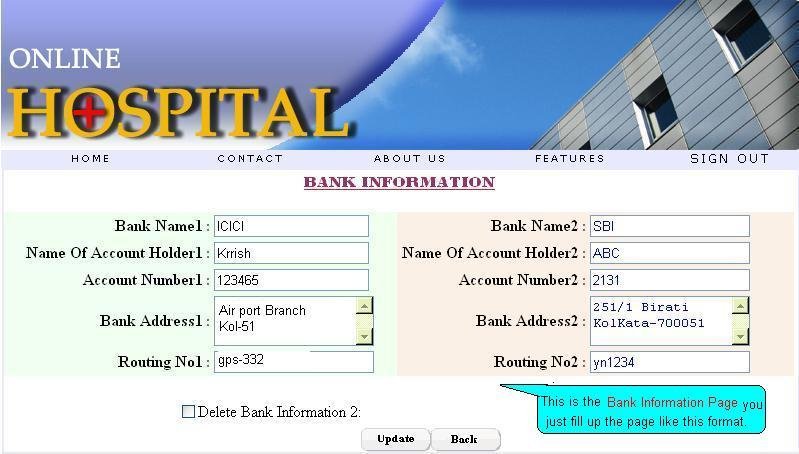 ONLINE
HOSPITAL
HOME CONTACT ABOUT US FEATURES SIGN OUT
BANK INFORMATION
Bank Name1 : ICICI
Name Of Account Holder1 : Krrish
Account Number1 : 123465
Bank Address1 : Air port Branch
Kol-51
Routing No1 : gps-332
Bank Name2 : SBI
Name Of Account Holder2 : ABC
Account Number2 : 2131
Bank Address2 : 251/1 Birati
KolKata-700051
Routing No2 : yn1234
Delete Bank Information 2:
This is the Bank Information Page you
just fill up the page like this format.
Update Back